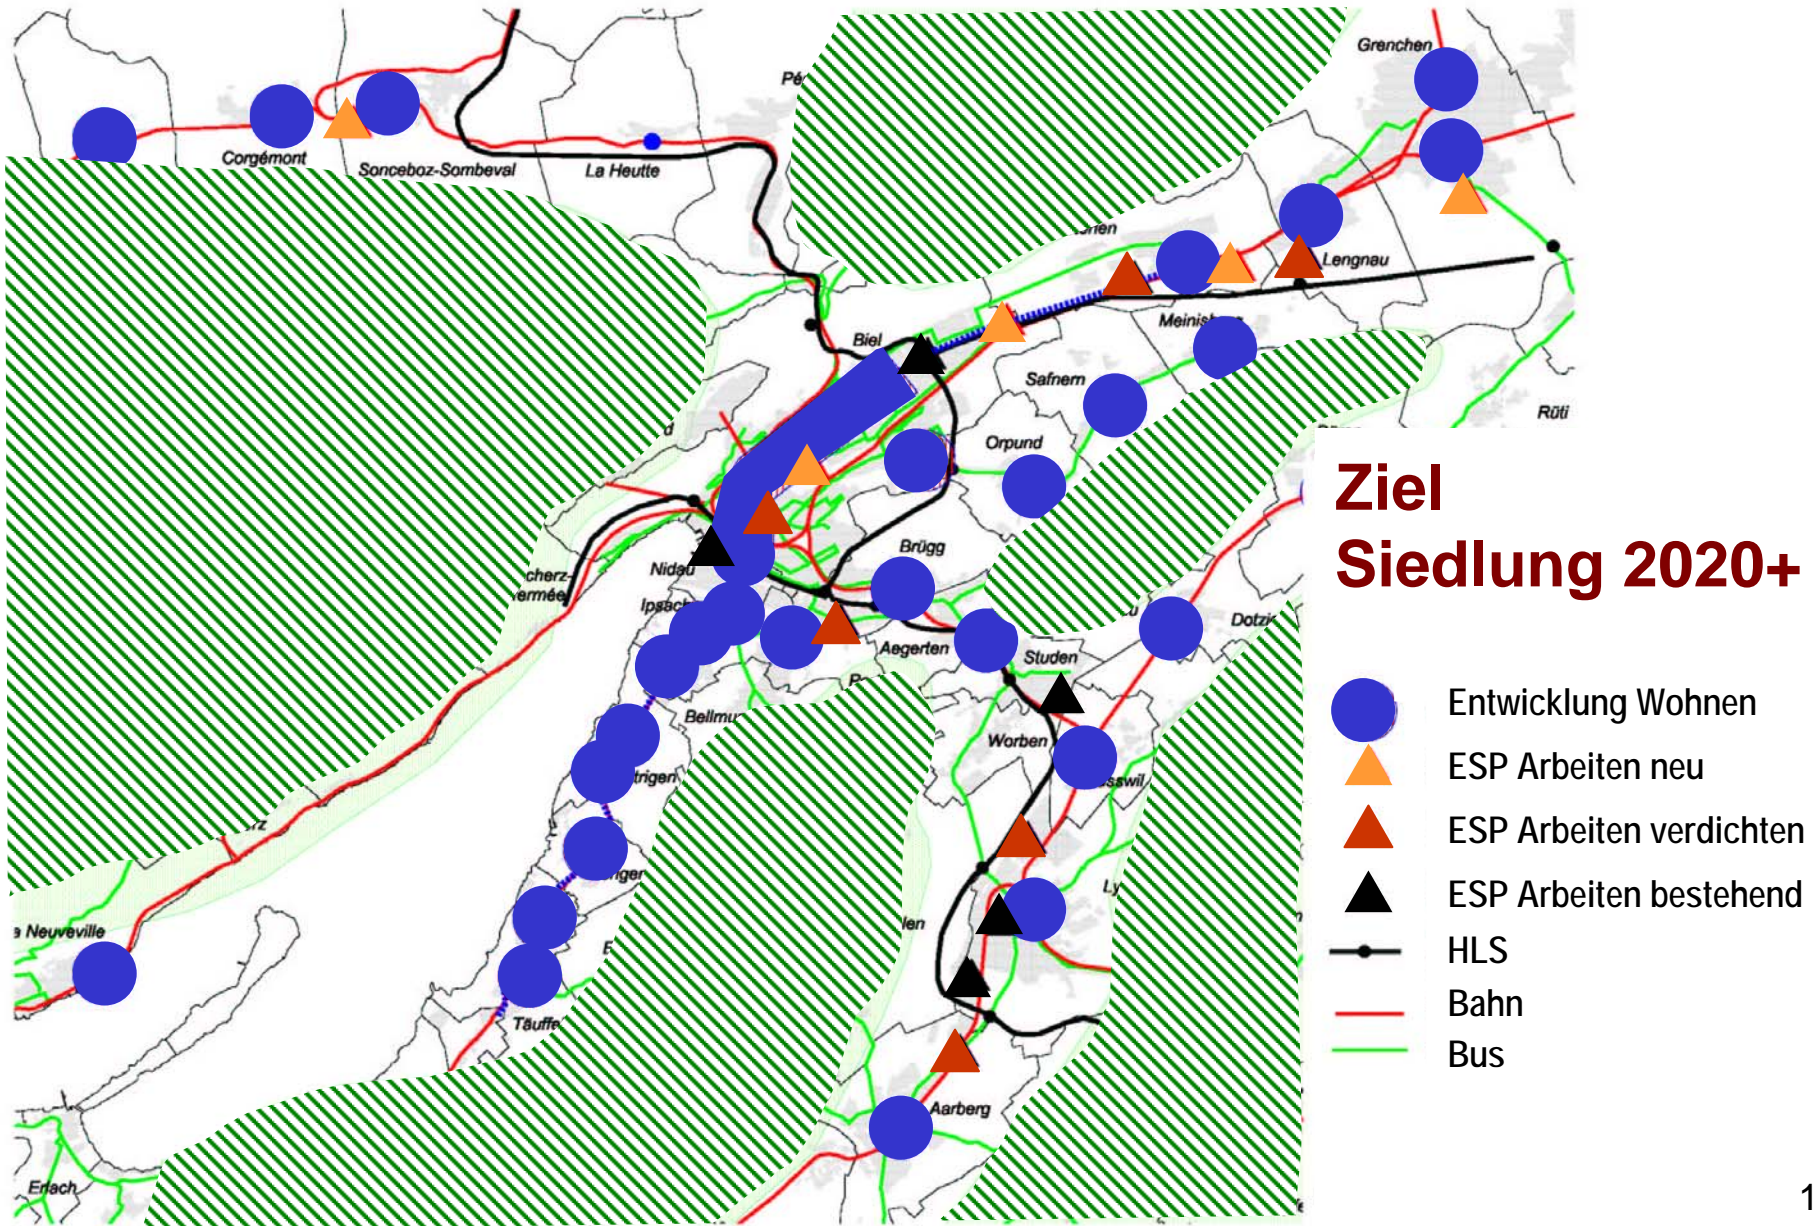 Grenchen
Corgémont
Sonceboz-Sombeval
La Heutte
Lengnau
Biel
Safnern
Rüti
Orpund
Ziel
Siedlung 2020+
Brügg
Nidau
Aegerten
Studen
Worben
Entwicklung Wohnen
ESP Arbeiten neu
ESP Arbeiten verdichten
ESP Arbeiten bestehend
HLS
Bahn
Bus
Neuveville
Aarberg
Erlach
1